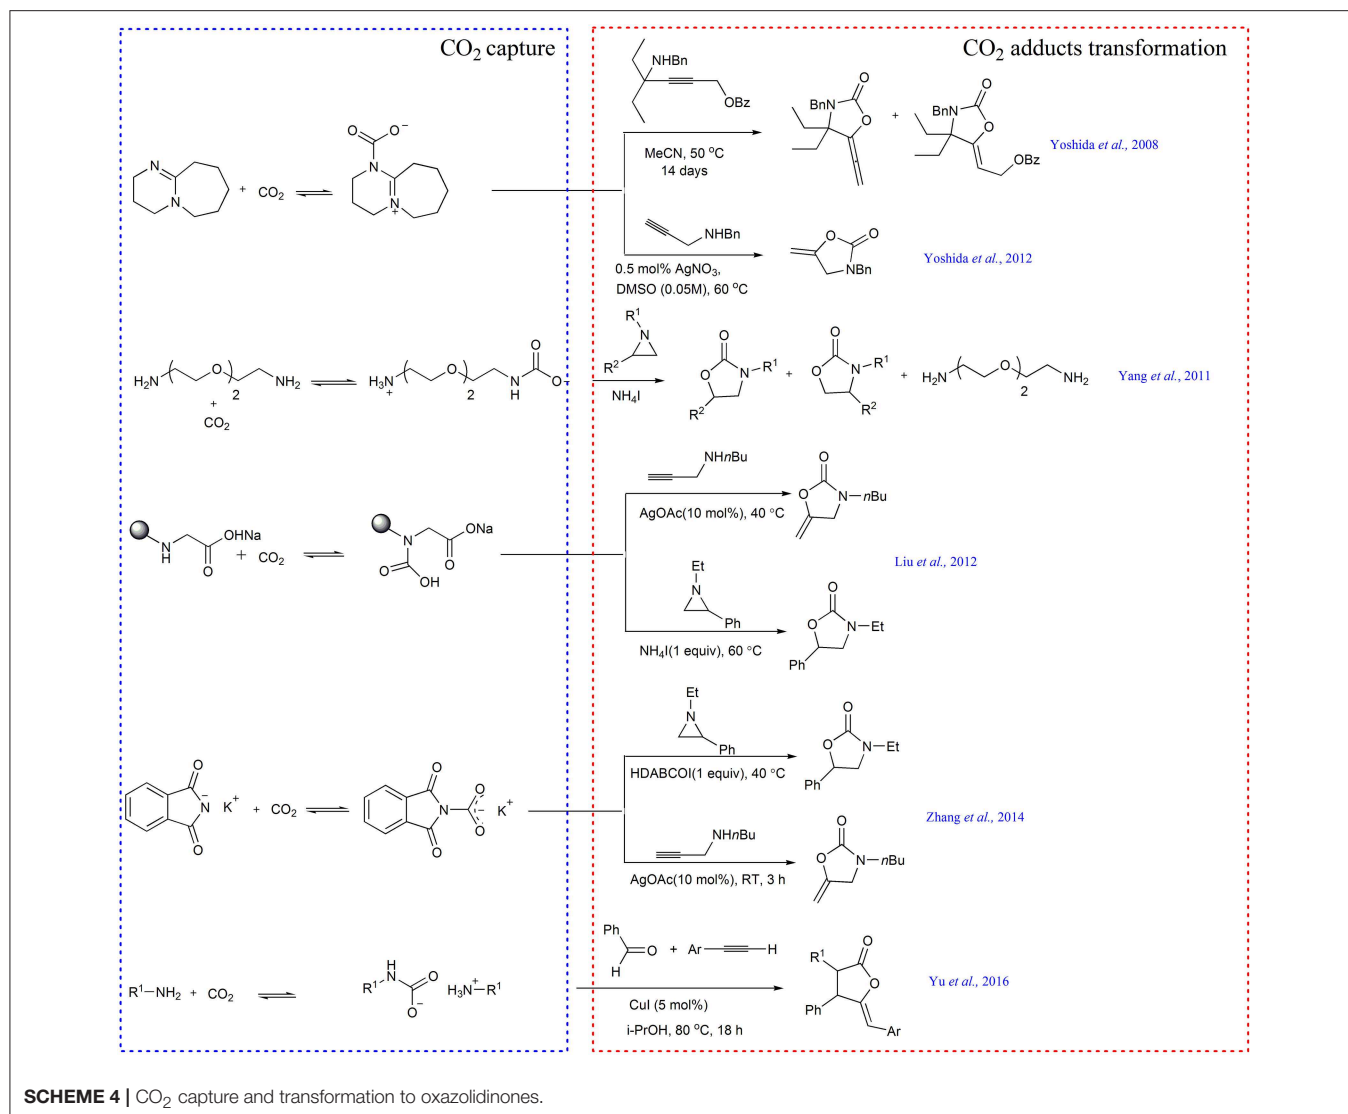 CO2 capture
CO2 adducts transformation
N
N
+ CO2
O
O−
N
N
+
NHBn
OBz
MeCN, 50 oC
14 days
O
BnN
O
+
O
BnN
O
OBz
Yoshida et al., 2008
NHBn
0.5 mol% AgNO3,
DMSO (0.05M), 60 oC
O
O
NBn
Yoshida et al., 2012
H2N
O
2
NH2
+
CO2
H3N
+
O
2
N
H
O
O−
R1
N
R2
NH4I
O
O
N
R1
R2
+
O
O
N
R1
R2
+
H2N
O
2
NH2
Yang et al., 2011
N
H
OHNa
O
+ CO2
N
ONa
O
O
OH
NHnBu
AgOAc(10 mol%), 40 °C
O
O
N
nBu
Liu et al., 2012
Et
N
Ph
NH4I(1 equiv), 60 °C
O
O
N
Et
Ph
O
N−
O
K+
+ CO2
O
N
O
O
−
O
K+
Et
N
Ph
HDABCOI(1 equiv), 40 °C
O
O
N
Et
Ph
Zhang et al., 2014
NHnBu
AgOAc(10 mol%), RT, 3 h
O
O
N
nBu
R1—NH2 + CO2
H
N
R1
O
O−
H3N+—R1
Ph
O
H
+
Ar
H
CuI (5 mol%)
i-PrOH, 80 oC, 18 h
R1
O
O
Ph
Ar
Yu et al., 2016
SCHEME 4 | CO2 capture and transformation to oxazolidinones.